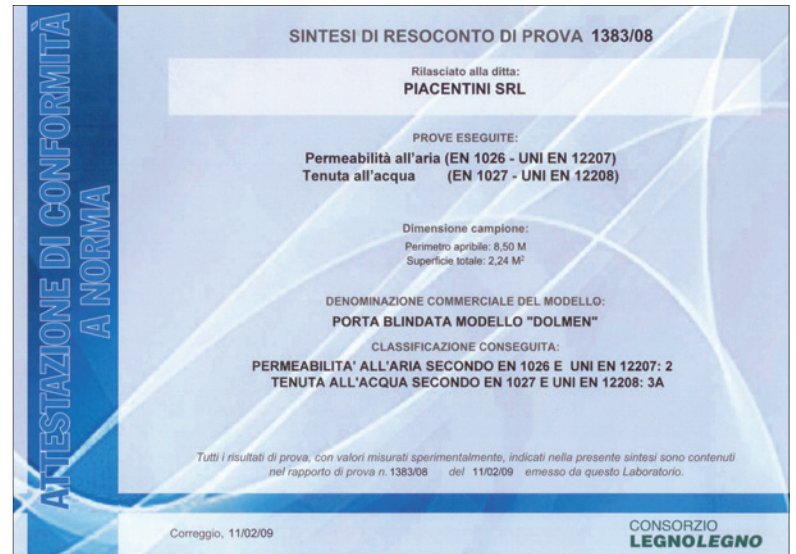 ATTESTAZIONE DI CONFORMITÀ
A NORMA
SINTESI DI RESOCONTO DI PROVA 1383/08
Rilasciato alla ditta:
PIACENTINI SRL
PROVE ESEGUITE:
Permeabilità all'aria (EN 1026 - UNI EN 12207)
Tenuta all'acqua (EN 1027 - UNI EN 12208)
Dimensione campione:
Perimetro apribile: 8,50 M
Superficie totale: 2,24 M²
DENOMINAZIONE COMMERCIALE DEL MODELLO:
PORTA BLINDATA MODELLO "DOLMEN"
CLASSIFICAZIONE CONSEGUITA:
PERMEABILITA' ALL'ARIA SECONDO EN 1026 E UNI EN 12207: 2
TENUTA ALL'ACQUA SECONDO EN 1027 E UNI EN 12208: 3A
Tutti i risultati di prova, con valori misurati sperimentalmente, indicati nella presente sintesi sono contenuti
nel rapporto di prova n. 1383/08 del 11/02/09 emesso da questo Laboratorio.
Correggio, 11/02/09
CONSORZIO
LEGNOLEGNO